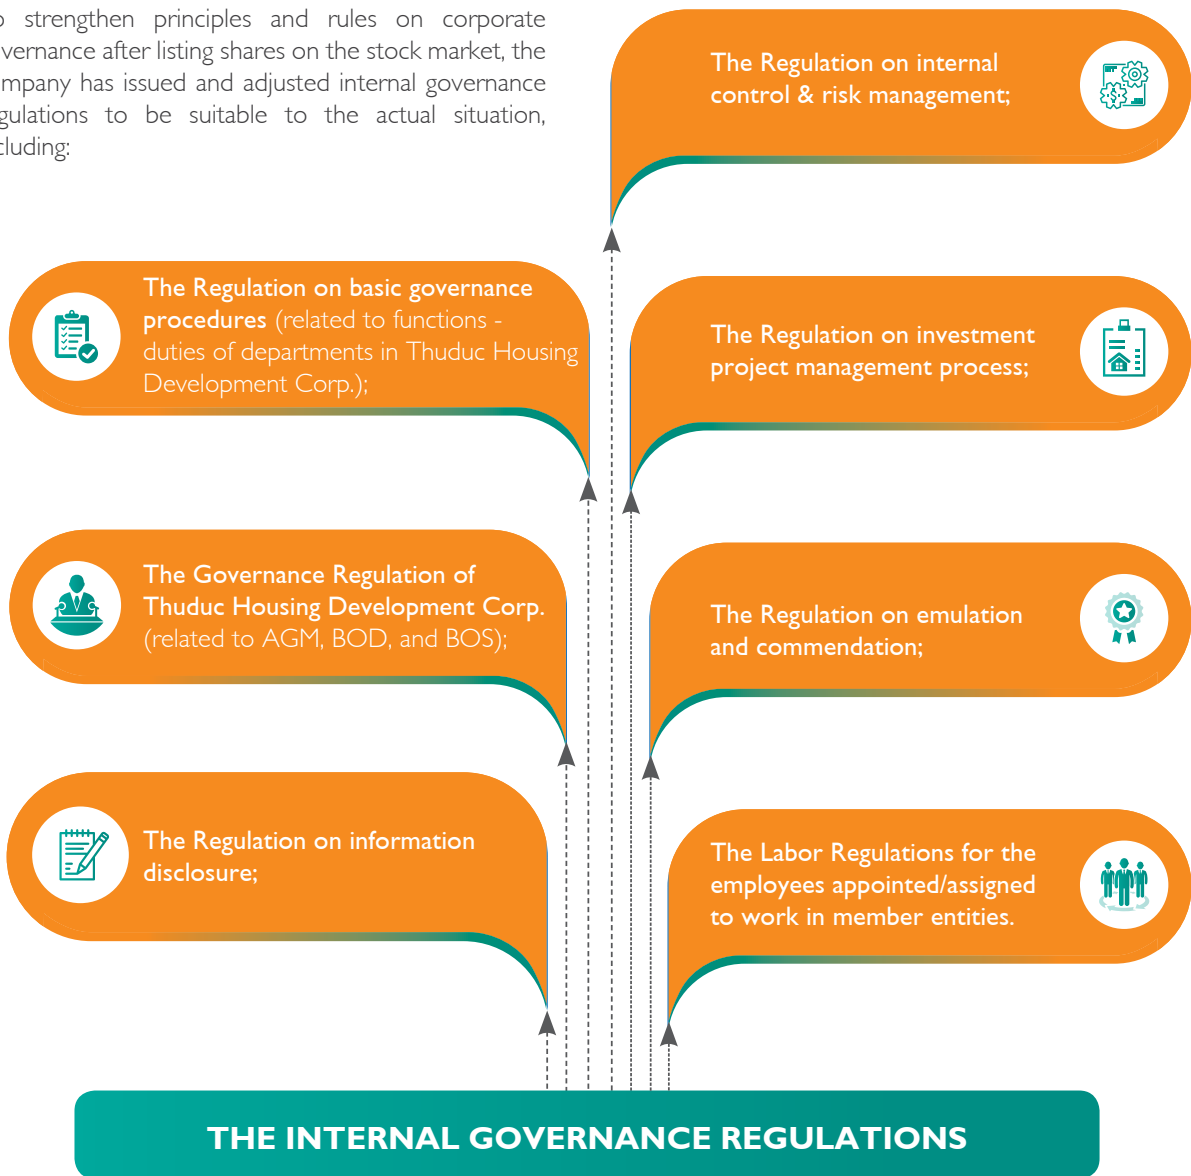 o strengthen principles and rules on corporate
vernance after listing shares on the stock market, the
mpany has issued and adjusted internal governance
gulations to be suitable to the actual situation,
cluding:
The Regulation on internal
control & risk management;
The Regulation on basic governance
procedures (related to functions -
duties of departments in Thuduc Housing
Development Corp.);
The Regulation on investment
project management process;
The Governance Regulation of
Thuduc Housing Development Corp.
(related to AGM, BOD, and BOS);
The Regulation on emulation
and commendation;
The Regulation on information
disclosure;
The Labor Regulations for the
employees appointed/assigned
to work in member entities.
THE INTERNAL GOVERNANCE REGULATIONS